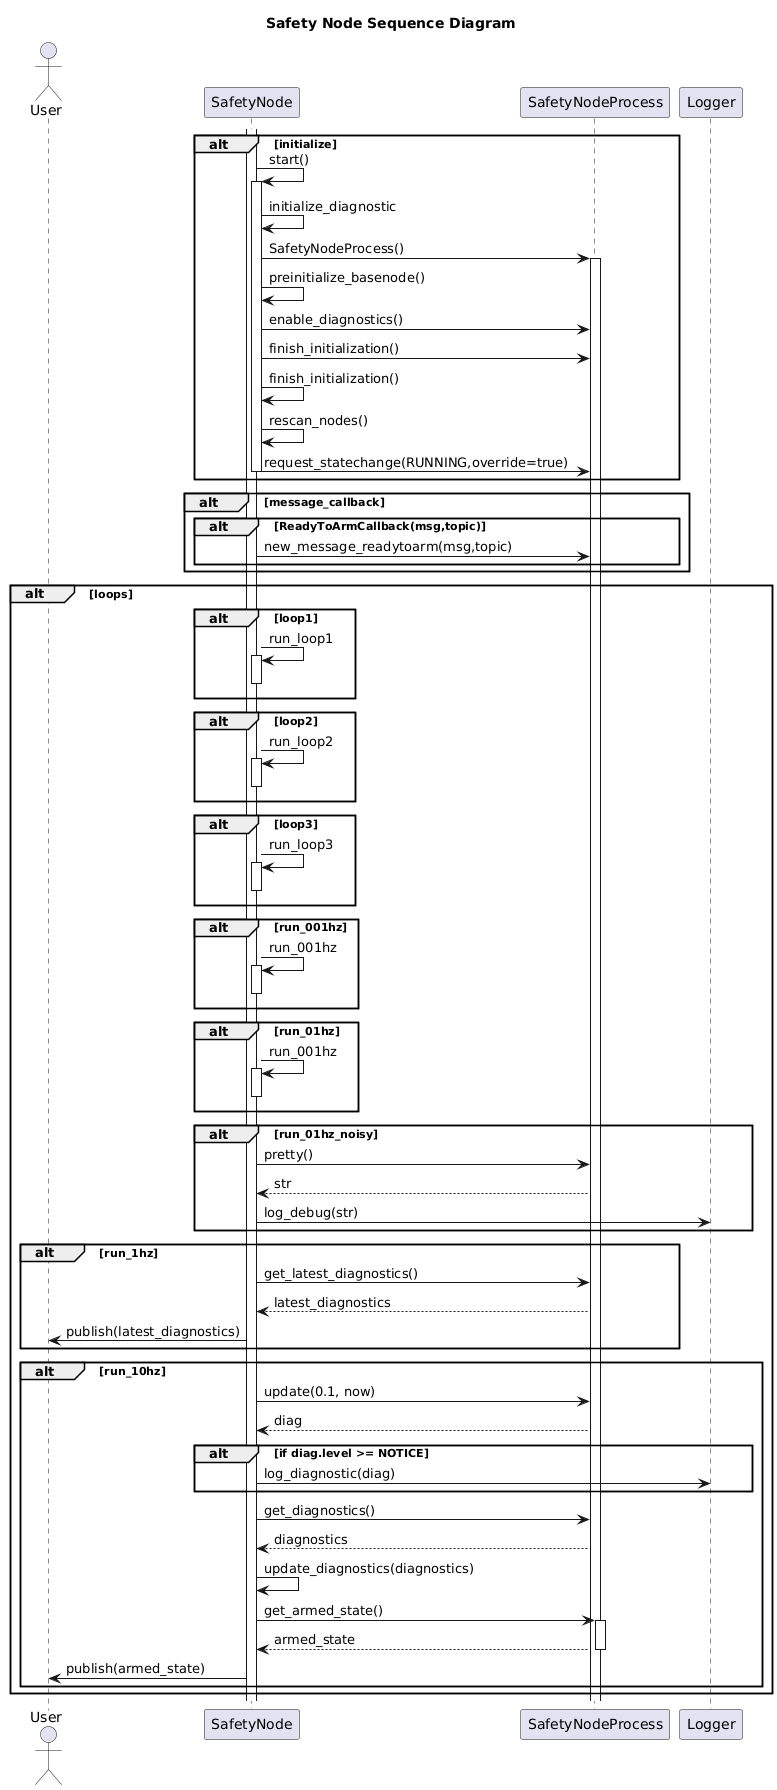 Safety Node Sequence Diagram
User
SafetyNode
SafetyNodeProcess
Logger
alt [initialize]
start()
initialize_diagnostic
SafetyNodeProcess()
preinitialize_basenode()
enable_diagnostics()
finish_initialization()
finish_initialization()
rescan_nodes()
request_statechange(RUNNING,override=true)
alt [message_callback]
alt [ReadyToArmCallback(msg,topic)]
new_message_readytoarm(msg,topic)
alt [loops]
alt [loop1]
run_loop1
alt [loop2]
run_loop2
alt [loop3]
run_loop3
alt [run_001hz]
run_001hz
alt [run_01hz]
run_001hz
alt [run_01hz_noisy]
pretty()
str
log_debug(str)
alt [run_1hz]
get_latest_diagnostics()
latest_diagnostics
publish(latest_diagnostics)
alt [run_10hz]
update(0.1, now)
diag
alt [if diag.level >= NOTICE]
log_diagnostic(diag)
get_diagnostics()
diagnostics
update_diagnostics(diagnostics)
get_armed_state()
armed_state
publish(armed_state)
User
SafetyNode
SafetyNodeProcess
Logger